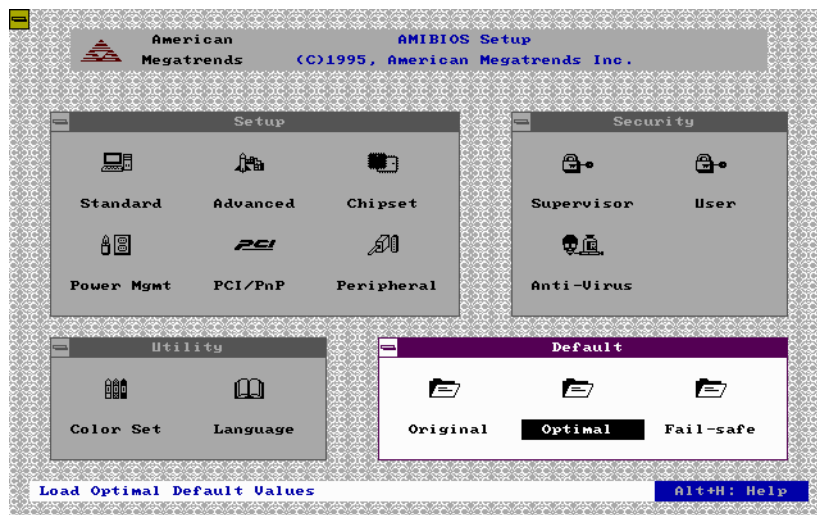 American AMIBIOS Setup
Megatrends (C)1995, American Megatrends Inc.
Setup
Standard Advanced Chipset
PCI
Power Mgmt PCI/PnP Peripheral
Security
Supervisor User
Anti-Virus
Utility
Color Set Language
Default
Original Optimal Fail-safe
Load Optimal Default Values Alt+H: Help